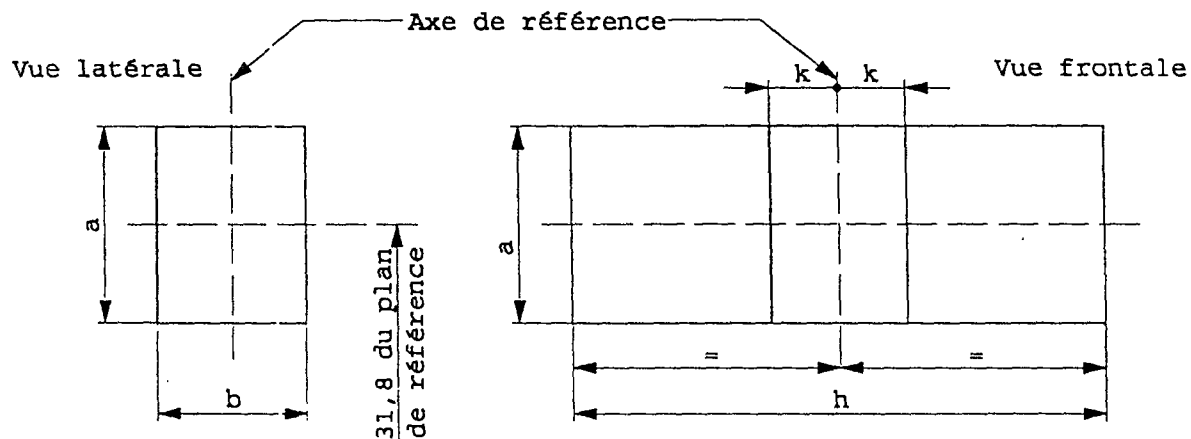 Axe de référence
Vue latérale
k k
Vue frontale
a
a
31,8 du plan
de référence
= =
b
h